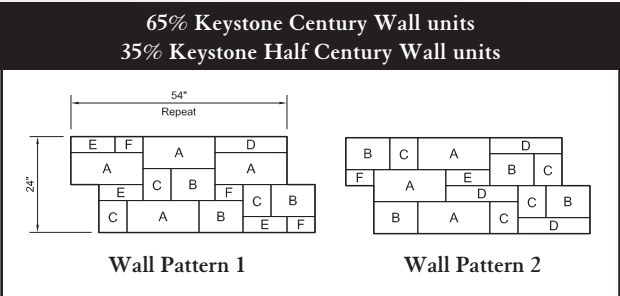 65% Keystone Century Wall units
35% Keystone Half Century Wall units
54"
Repeat
24"
E F A D
A A
E C B F C B
C A B E F
B C A D
F A E B C
D C B
B A C D
Wall Pattern 1 Wall Pattern 2